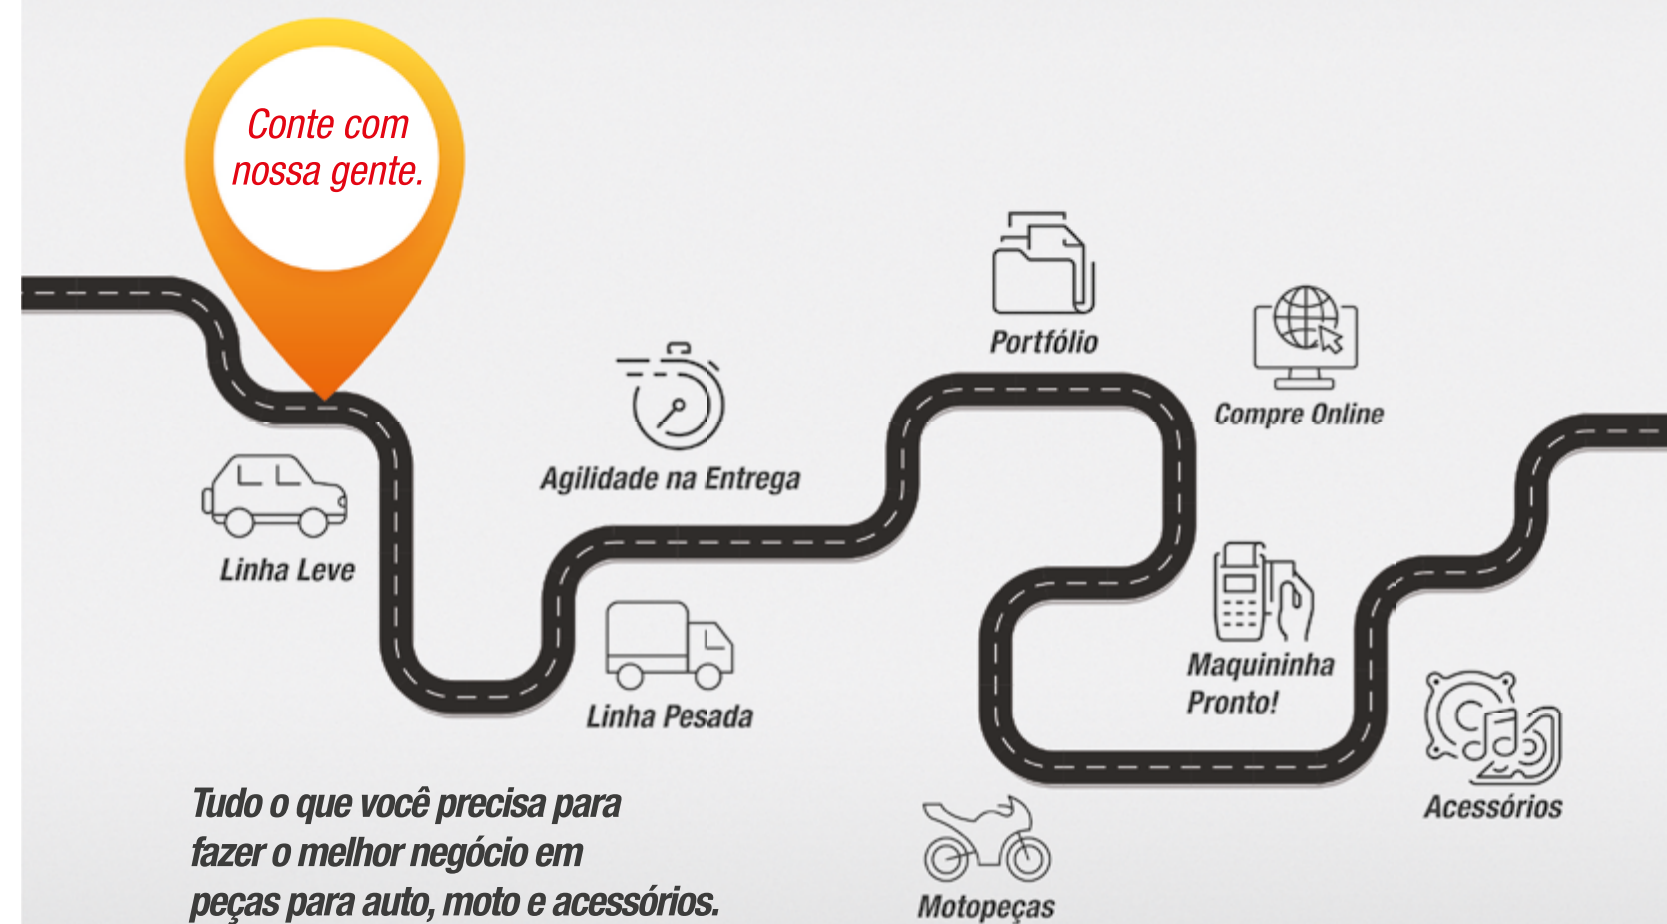 Conte com
nossa gente.
Portfólio
Compre Online
Agilidade na Entrega
Linha Leve
Maquininha
Pronto!
Linha Pesada
Acessórios
Tudo o que você precisa para
fazer o melhor negócio em
peças para auto, moto e acessórios.
Motopeças